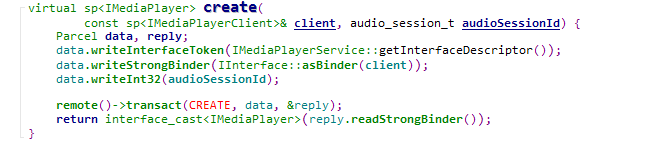 virtual sp<IMediaPlayer> create(
const sp<IMediaPlayerClient>& client, audio_session_t audioSessionId) {
Parcel data, reply;
data.writeInterfaceToken(IMediaPlayerService::getInterfaceDescriptor());
data.writeStrongBinder(IInterface::asBinder(client));
data.writeInt32(audioSessionId);
remote()->transact(CREATE, data, &reply);
return interface_cast<IMediaPlayer>(reply.readStrongBinder());
}